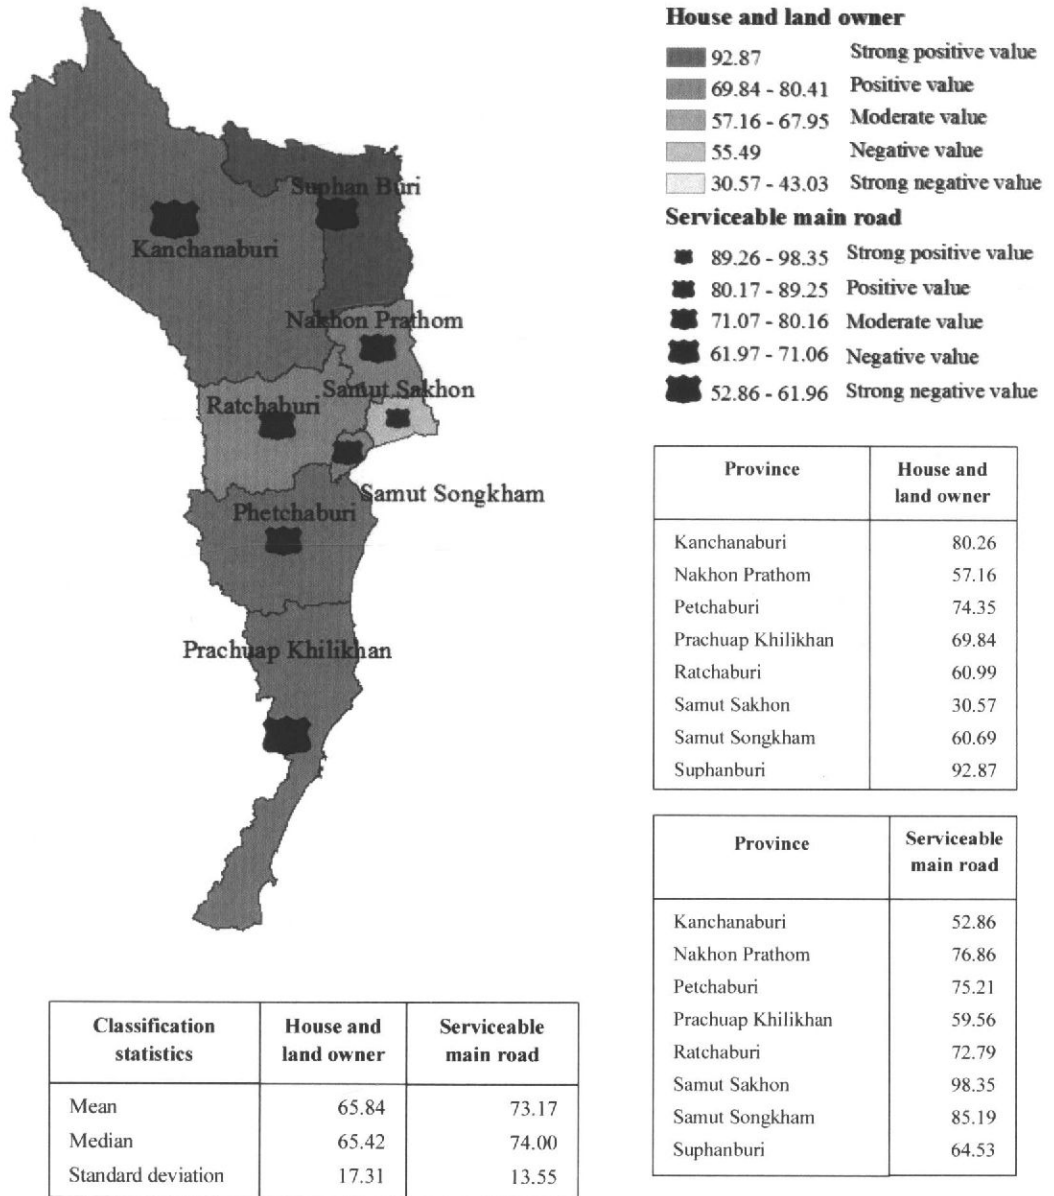 Suphan Buri
Kanchanaburi
Nakhon Prathom
Samut Sakhon
Ratchaburi
Samut Songkham
Phetchaburi
Prachuap Khilikhan
House and land owner
92.87 Strong positive value
69.84 - 80.41 Positive value
57.16 - 67.95 Moderate value
55.49 Negative value
30.57 - 43.03 Strong negative value
Serviceable main road
89.26 - 98.35 Strong positive value
80.17 - 89.25 Positive value
71.07 - 80.16 Moderate value
61.97 - 71.06 Negative value
52.86 - 61.96 Strong negative value
Province House and
land owner
Kanchanaburi 80.26
Nakhon Prathom 57.16
Petchaburi 74.35
Prachuap Khilikhan 69.84
Ratchaburi 60.99
Samut Sakhon 30.57
Samut Songkham 60.69
Suphanburi 92.87
Province Serviceable
main road
Kanchanaburi 52.86
Nakhon Prathom 76.86
Petchaburi 75.21
Prachuap Khilikhan 59.56
Ratchaburi 72.79
Samut Sakhon 98.35
Samut Songkham 85.19
Suphanburi 64.53
Classification House and Serviceable
statistics land owner main road
Mean 65.84 73.17
Median 65.42 74.00
Standard deviation 17.31 13.55